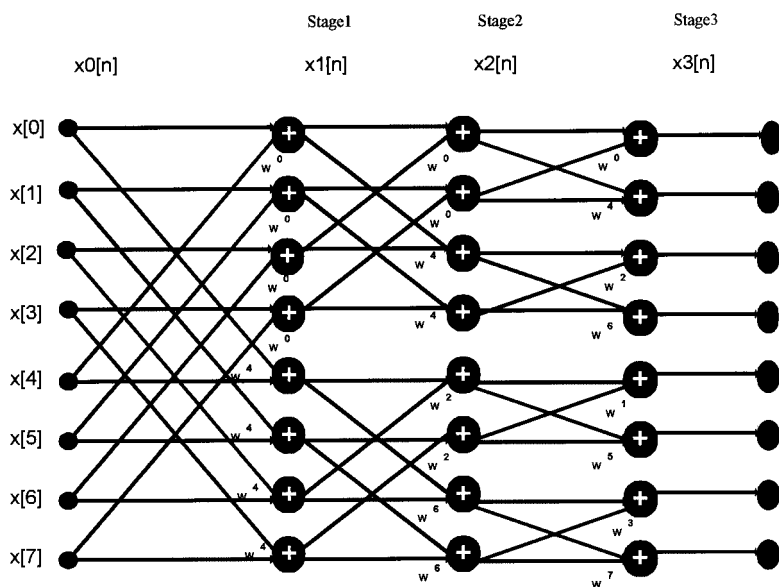 Stage1 Stage2 Stage3
x0[n] x1[n] x2[n] x3[n]
x[0]
w 0 w 0 w 0
x[1]
w 0 w 0 w 4
x[2]
w 0 w 4 w 2
x[3]
w 0 w 4 w 6
x[4]
w 4 w 2 w 1
x[5]
w 4 w 2 w 5
x[6]
w 4 w 6 w 3
x[7]
w 4 w 6 w 7